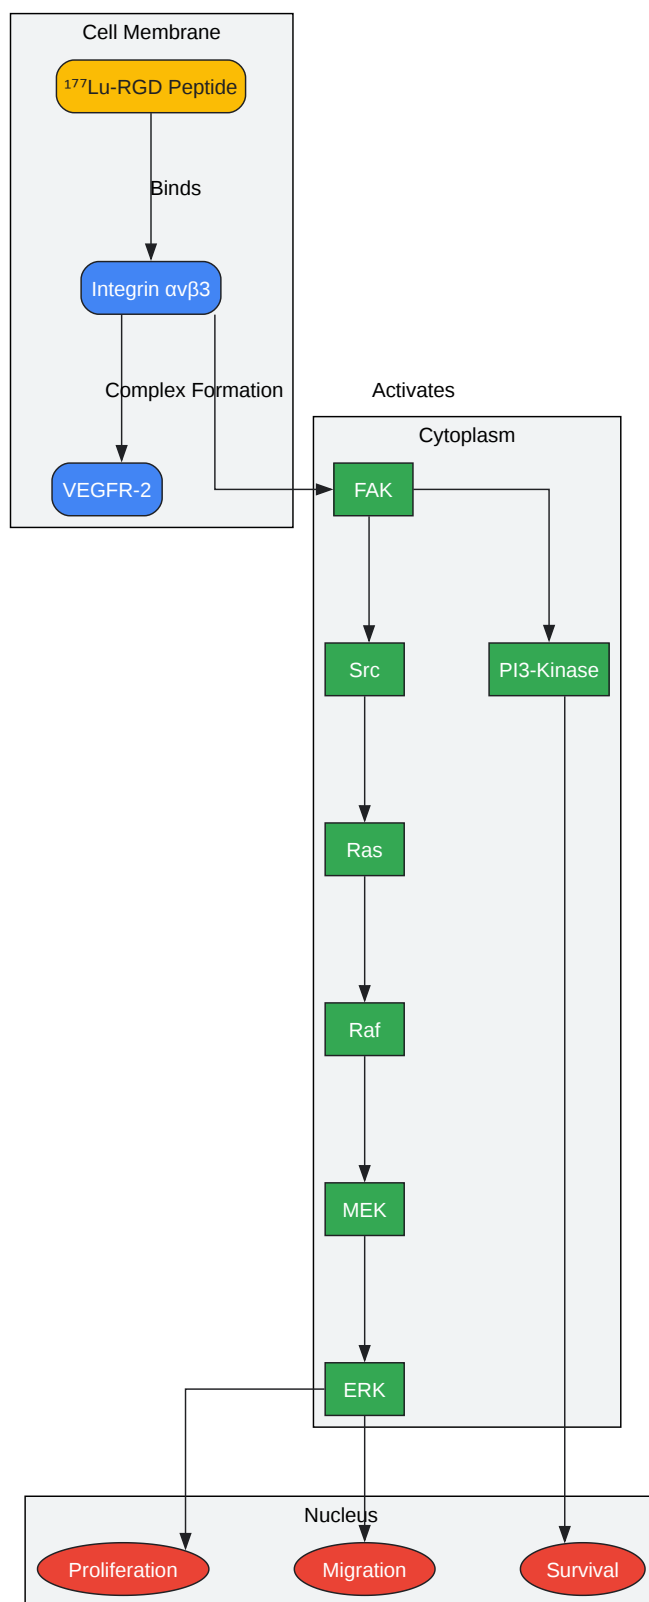 Cell Membrane
¹⁷⁷Lu-RGD Peptide
Binds
Integrin αvβ3
Complex Formation
Activates
Cytoplasm
VEGFR-2
FAK
Src
PI3-Kinase
Ras
Raf
MEK
ERK
Nucleus
Proliferation
Migration
Survival